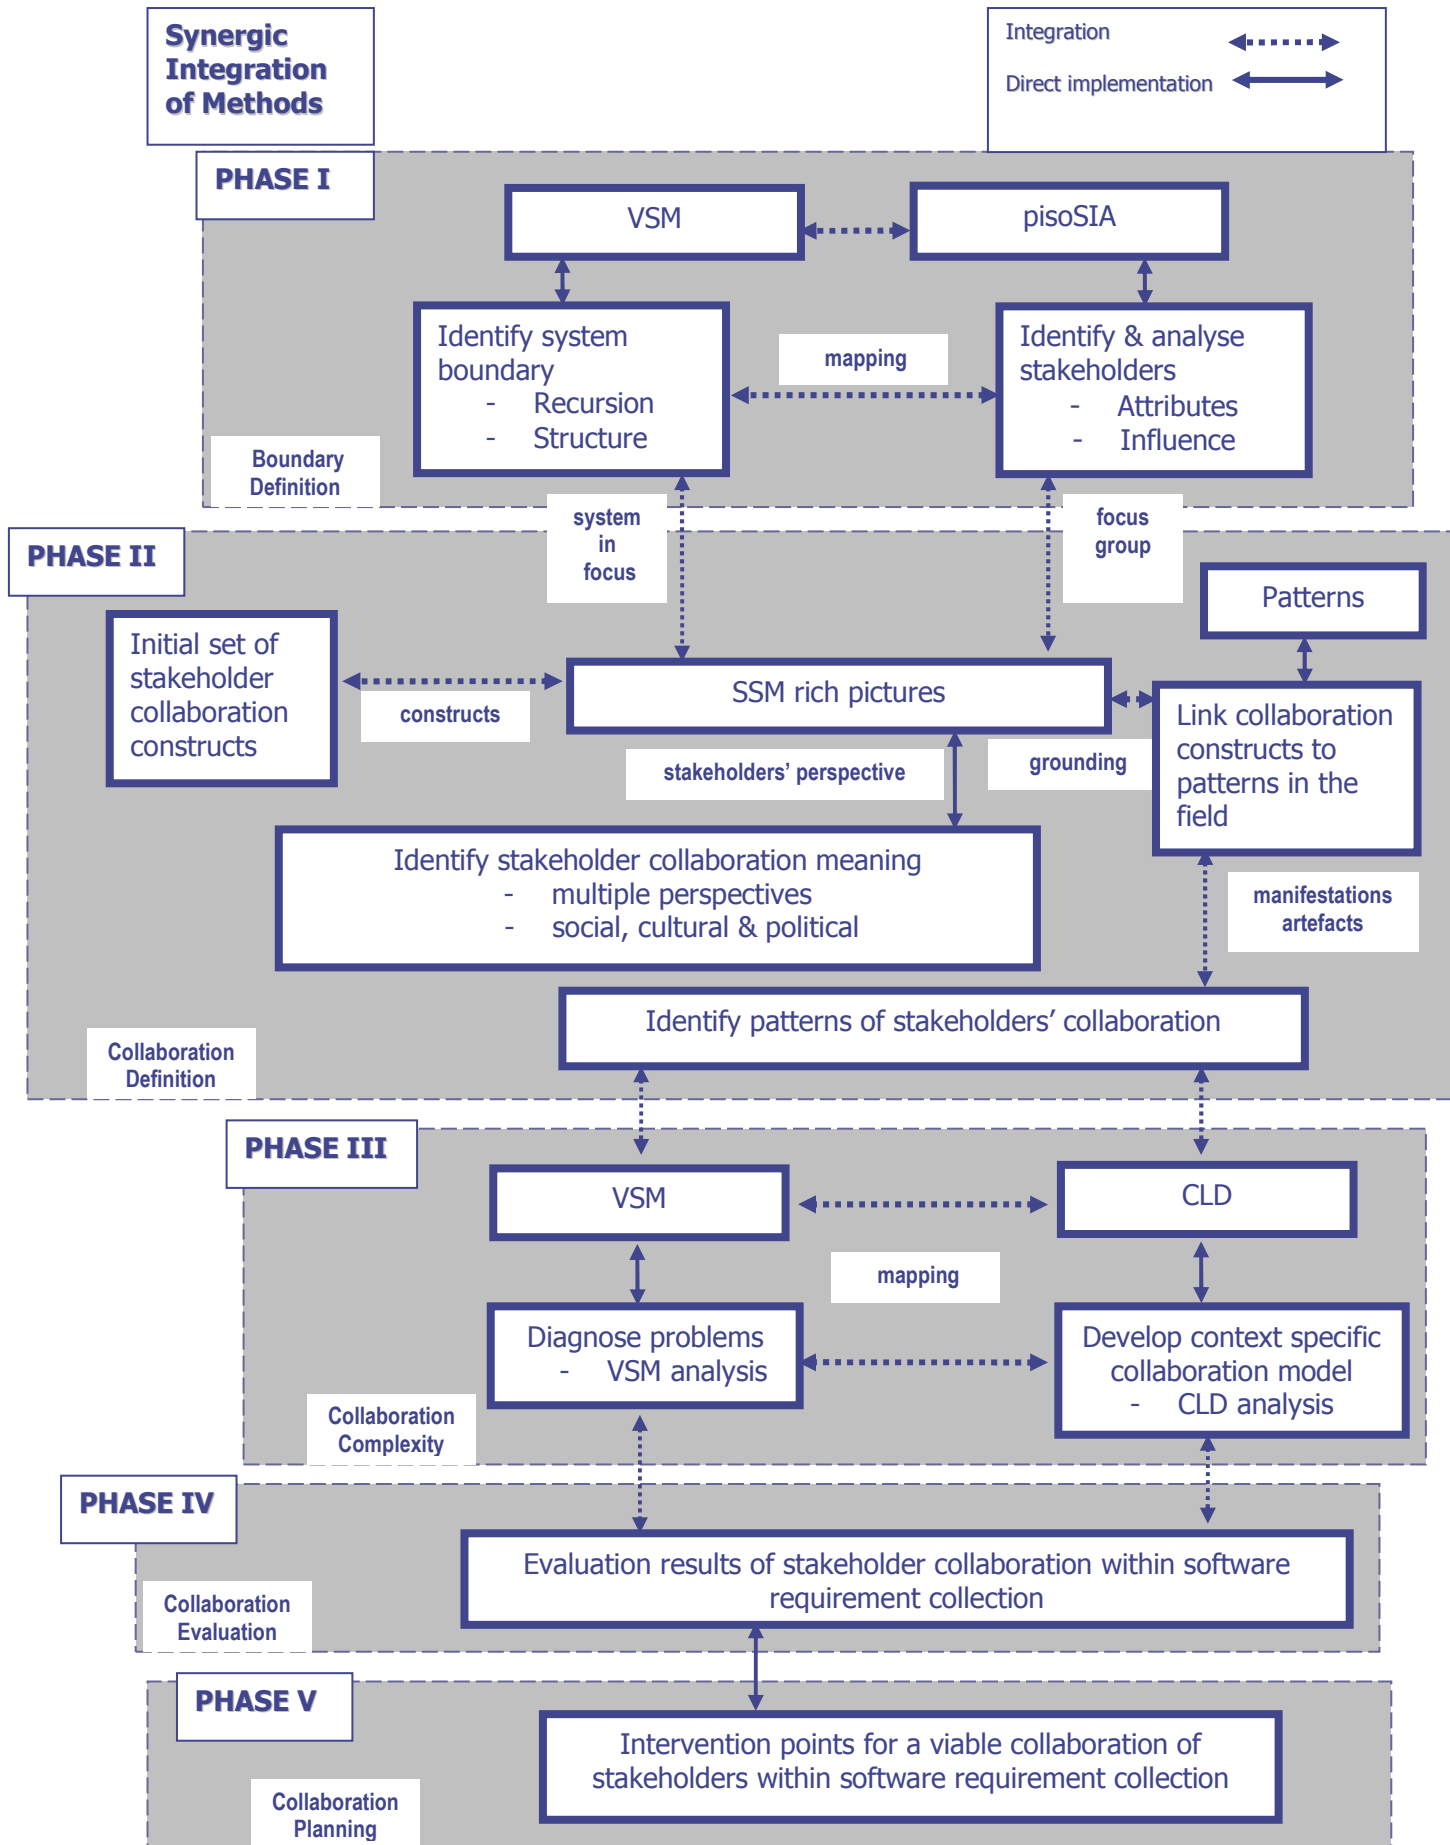 Synergic
Integration
of Methods
Integration
Direct implementation
PHASE I
VSM
pisoSIA
Identify system
boundary
- Recursion
- Structure
mapping
Identify & analyse
stakeholders
- Attributes
- Influence
Boundary
Definition
system
in
focus
focus
group
PHASE II
Patterns
Initial set of
stakeholder
collaboration
constructs
constructs
SSM rich pictures
Link collaboration
constructs to
patterns in the
field
stakeholders’ perspective
grounding
Identify stakeholder collaboration meaning
- multiple perspectives
- social, cultural & political
manifestations
artefacts
Identify patterns of stakeholders’ collaboration
Collaboration
Definition
PHASE III
VSM
CLD
mapping
Diagnose problems
- VSM analysis
Develop context specific
collaboration model
- CLD analysis
Collaboration
Complexity
PHASE IV
Evaluation results of stakeholder collaboration within software
requirement collection
Collaboration
Evaluation
PHASE V
Intervention points for a viable collaboration of
stakeholders within software requirement collection
Collaboration
Planning